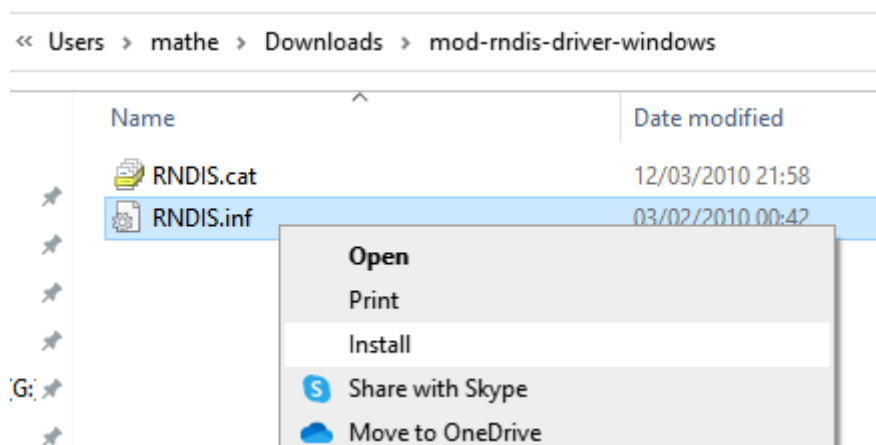 « Users › mathe › Downloads › mod-rndis-driver-windows
Name Date modified
RNDIS.cat 12/03/2010 21:58
RNDIS.inf 03/02/2010 00:42
Open
Print
Install
G:
S Share with Skype
Move to OneDrive